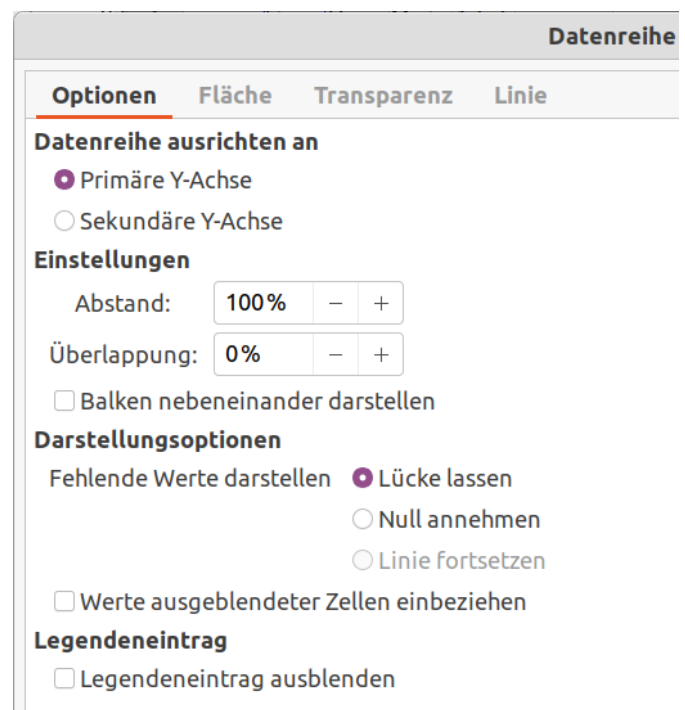 Datenreihe
Optionen Fläche Transparenz Linie
Datenreihe ausrichten an
Primäre Y-Achse
Sekundäre Y-Achse
Einstellungen
Abstand: 100% − +
Überlappung: 0% − +
Balken nebeneinander darstellen
Darstellungsoptionen
Fehlende Werte darstellen Lücke lassen
Null annehmen
Linie fortsetzen
Werte ausgeblendeter Zellen einbeziehen
Legendeneintrag
Legendeneintrag ausblenden